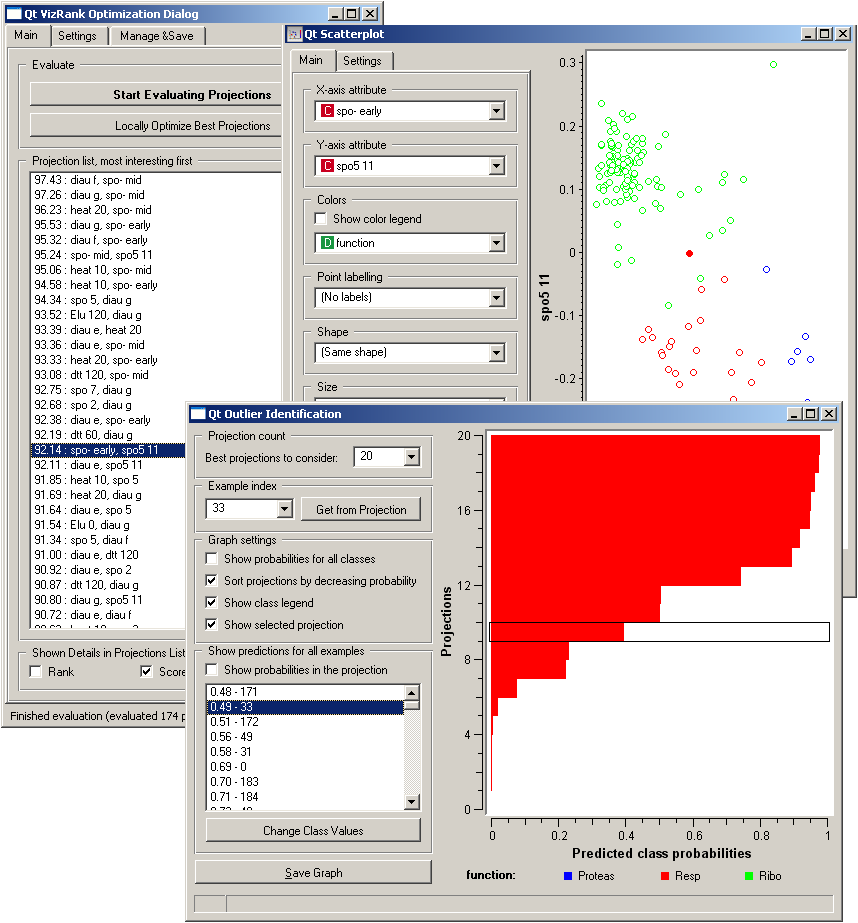 Qt VizRank Optimization Dialog
Main
Settings
Manage &Save
Evaluate
Start Evaluating Projections
Locally Optimize Best Projections
Projection list, most interesting first
97.43 : diau f, spo- mid
97.26 : diau g, spo- mid
96.23 : heat 20, spo- mid
95.53 : diau g, spo- early
95.32 : diau f, spo- early
95.24 : spo- mid, spo5 11
95.06 : heat 10, spo- mid
94.58 : heat 10, spo- early
94.34 : spo 5, diau g
93.52 : Elu 120, diau g
93.39 : diau e, heat 20
93.36 : diau e, spo- mid
93.33 : heat 20, spo- early
93.08 : dtt 120, spo- mid
92.75 : spo 7, diau g
92.68 : spo 2, diau g
92.38 : diau e, spo- early
92.19 : dtt 60, diau g
92.14 : spo- early, spo5 11
92.11 : diau e, spo5 11
91.85 : heat 10, spo 5
91.69 : heat 20, diau g
91.64 : diau e, spo 5
91.54 : Elu 0, diau g
91.34 : spo 5, diau f
91.00 : diau e, dtt 120
90.92 : diau e, spo 2
90.87 : dtt 120, diau g
90.80 : diau g, spo5 11
90.72 : diau e, diau f
Shown Details in Projections List
Rank
Score
Finished evaluation (evaluated 174 p
Qt Scatterplot
Main
Settings
X-axis attribute
C spo- early
Y-axis attribute
C spo5 11
Colors
Show color legend
D function
Point labelling
(No labels)
Shape
(Same shape)
Size
0.3
0.2
0.1
0
-0.1
-0.2
spo5 11
Qt Outlier Identification
Projection count
Best projections to consider:
20
Example index
33
Get from Projection
Graph settings
Show probabilities for all classes
Sort projections by decreasing probability
Show class legend
Show selected projection
Show predictions for all examples
Show probabilities in the projection
0.48 - 171
0.49 - 33
0.51 - 172
0.56 - 49
0.58 - 31
0.69 - 0
0.70 - 183
0.71 - 184
Change Class Values
Save Graph
20
16
12
8
4
0
Projections
0
0.2
0.4
0.6
0.8
1
Predicted class probabilities
function:
Proteas
Resp
Ribo